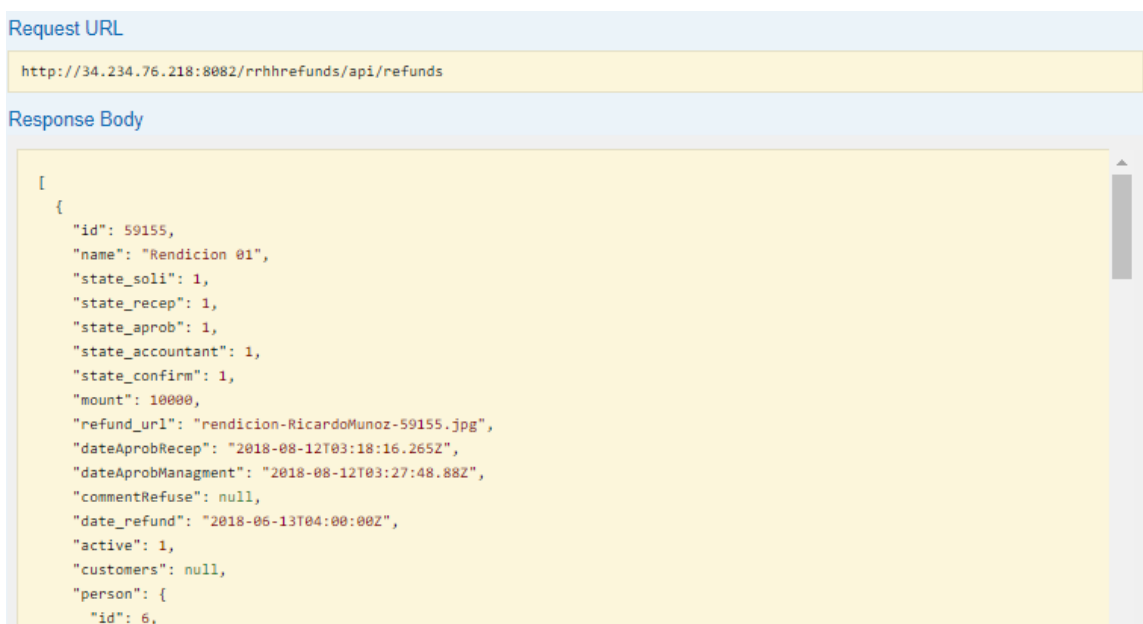 Request URL
http://34.234.76.218:8082/rrhhrefunds/api/refunds
Response Body
[
{
"id": 59155,
"name": "Rendicion 01",
"state_soli": 1,
"state_recep": 1,
"state_aprob": 1,
"state_accountant": 1,
"state_confirm": 1,
"mount": 10000,
"refund_url": "rendicion-RicardoMunoz-59155.jpg",
"dateAprobRecep": "2018-08-12T03:18:16.265Z",
"dateAprobManagment": "2018-08-12T03:27:48.88Z",
"commentRefuse": null,
"date_refund": "2018-06-13T04:00:00Z",
"active": 1,
"customers": null,
"person": {
"id": 6,